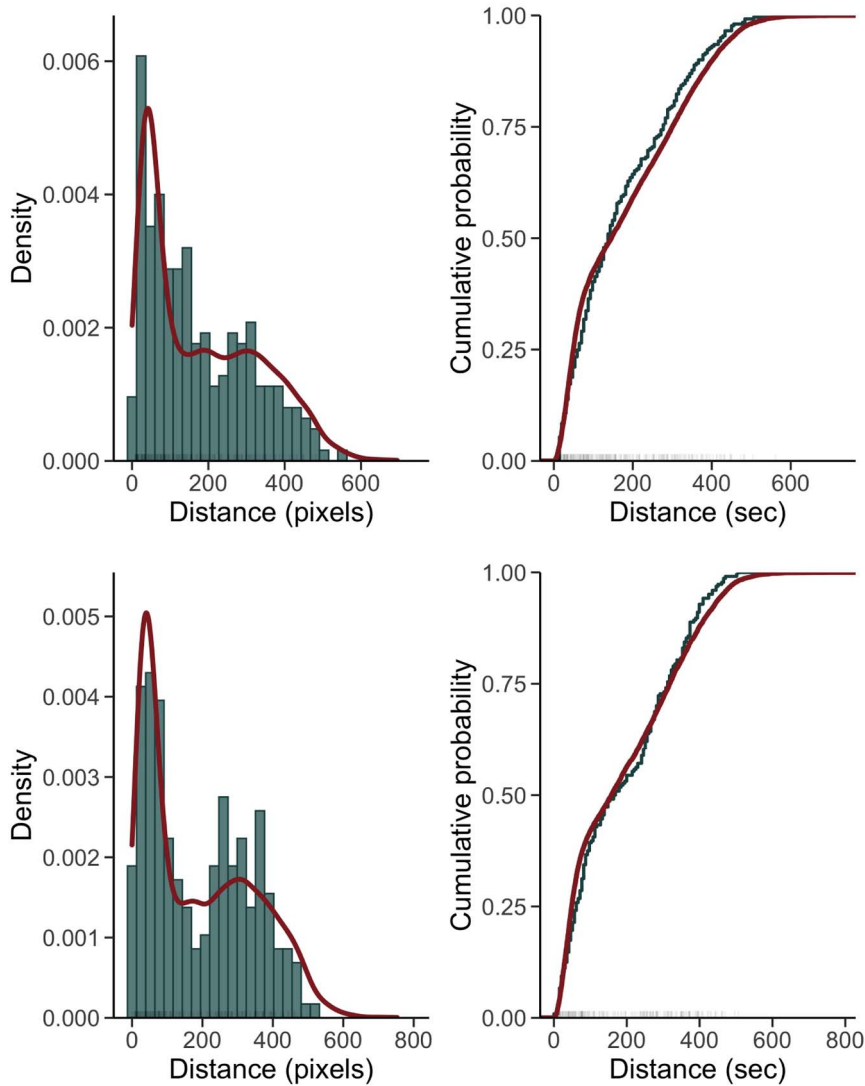 0.006
0.004
0.002
0.000
Density
0 200 400 600
Distance (pixels)
1.00
0.75
0.50
0.25
0.00
Cumulative probability
0 200 400 600
Distance (sec)
0.005
0.004
0.003
0.002
0.001
0.000
Density
0 200 400 600 800
Distance (pixels)
1.00
0.75
0.50
0.25
0.00
Cumulative probability
0 200 400 600 800
Distance (sec)